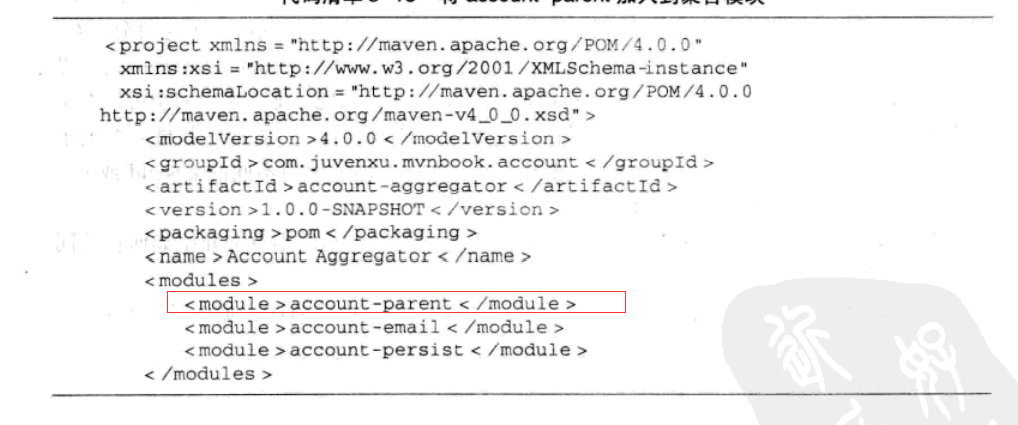 <project xmlns = "http://maven.apache.org/POM/4.0.0"
xmlns:xsi = "http://www.w3.org/2001/XMLSchema-instance"
xsi:schemaLocation = "http://maven.apache.org/POM/4.0.0
http://maven.apache.org/maven-v4_0_0.xsd" >
<modelVersion >4.0.0 < /modelVersion >
<groupId >com.juvenxu.mvnbook.account < /groupId >
<artifactId >account-aggregator < /artifactId >
<version >1.0.0-SNAPSHOT < /version >
<packaging >pom < /packaging >
<name >Account Aggregator < /name >
<modules >
<module >account-parent < /module >
<module >account-email < /module >
<module >account-persist < /module >
< /modules >